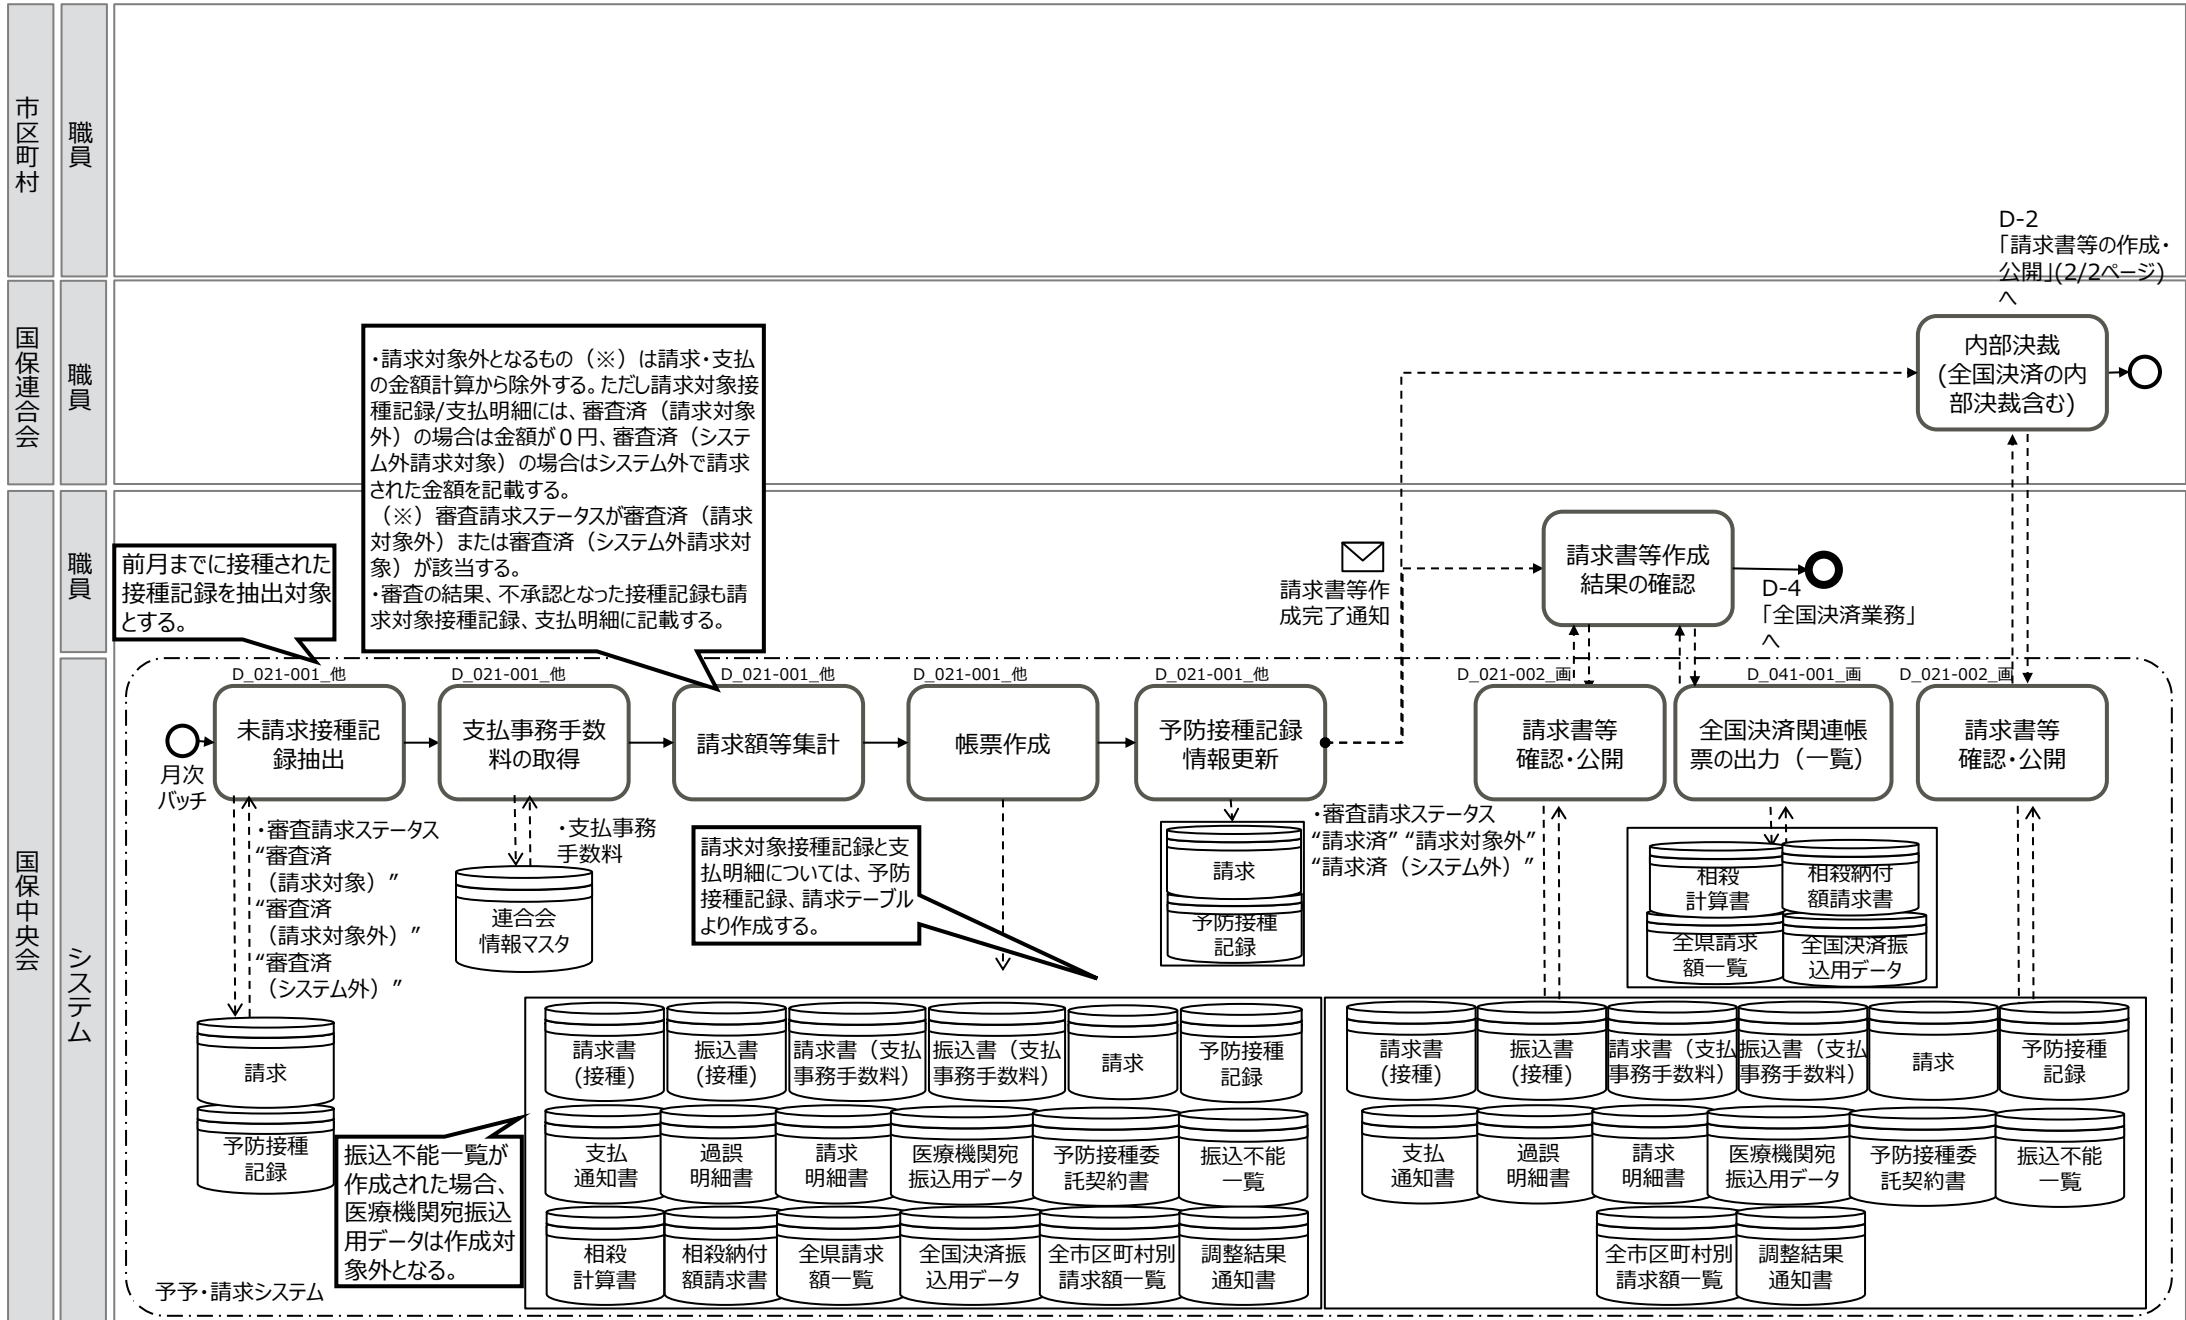 市区町村
職員
D-2
「請求書等の作成・
公開」(2/2ページ)
へ
国保連合会
職員
内部決裁
(全国決済の内
部決裁含む)
・請求対象外となるもの（※）は請求・支払
の金額計算から除外する。ただし請求対象接
種記録/支払明細には、審査済（請求対象
外）の場合は金額が０円、審査済（システ
ム外請求対象）の場合はシステム外で請求
された金額を記載する。
（※）審査請求ステータスが審査済（請求
対象外）または審査済（システム外請求対
象）が該当する。
・審査の結果、不承認となった接種記録も請
求対象接種記録、支払明細に記載する。
国保中央会
職員
前月までに接種された
接種記録を抽出対象
とする。
請求書等作
成完了通知
請求書等作成
結果の確認
D-4
「全国決済業務」
へ
システム
D_021-001_他
D_021-001_他
D_021-001_他
D_021-001_他
D_021-001_他
D_021-002_画
D_041-001_画
D_021-002_画
月次
バッチ
未請求接種記
録抽出
支払事務手数
料の取得
請求額等集計
帳票作成
予防接種記録
情報更新
請求書等
確認・公開
全国決済関連帳
票の出力（一覧）
請求書等
確認・公開
・審査請求ステータス
“審査済
（請求対象）”
“審査済
（請求対象外）”
“審査済
（システム外）”
・支払事務
手数料
連合会
情報マスタ
請求対象接種記録と支
払明細については、予防
接種記録、請求テーブル
より作成する。
請求
予防接種
記録
・審査請求ステータス
“請求済” “請求対象外”
“請求済（システム外）”
相殺
計算書
相殺納付
額請求書
全県請求
額一覧
全国決済振
込用データ
請求
予防接種
記録
振込不能一覧が
作成された場合、
医療機関宛振込
用データは作成対
象外となる。
請求書
(接種)
振込書
(接種)
請求書（支払
事務手数料）
振込書（支払
事務手数料）
請求
予防接種
記録
支払
通知書
過誤
明細書
請求
明細書
医療機関宛
振込用データ
予防接種委
託契約書
振込不能
一覧
相殺
計算書
相殺納付
額請求書
全県請求
額一覧
全国決済振
込用データ
全市区町村別
請求額一覧
調整結果
通知書
請求書
(接種)
振込書
(接種)
請求書（支払
事務手数料）
振込書（支払
事務手数料）
請求
予防接種
記録
支払
通知書
過誤
明細書
請求
明細書
医療機関宛
振込用データ
予防接種委
託契約書
振込不能
一覧
全市区町村別
請求額一覧
調整結果
通知書
予予・請求システム